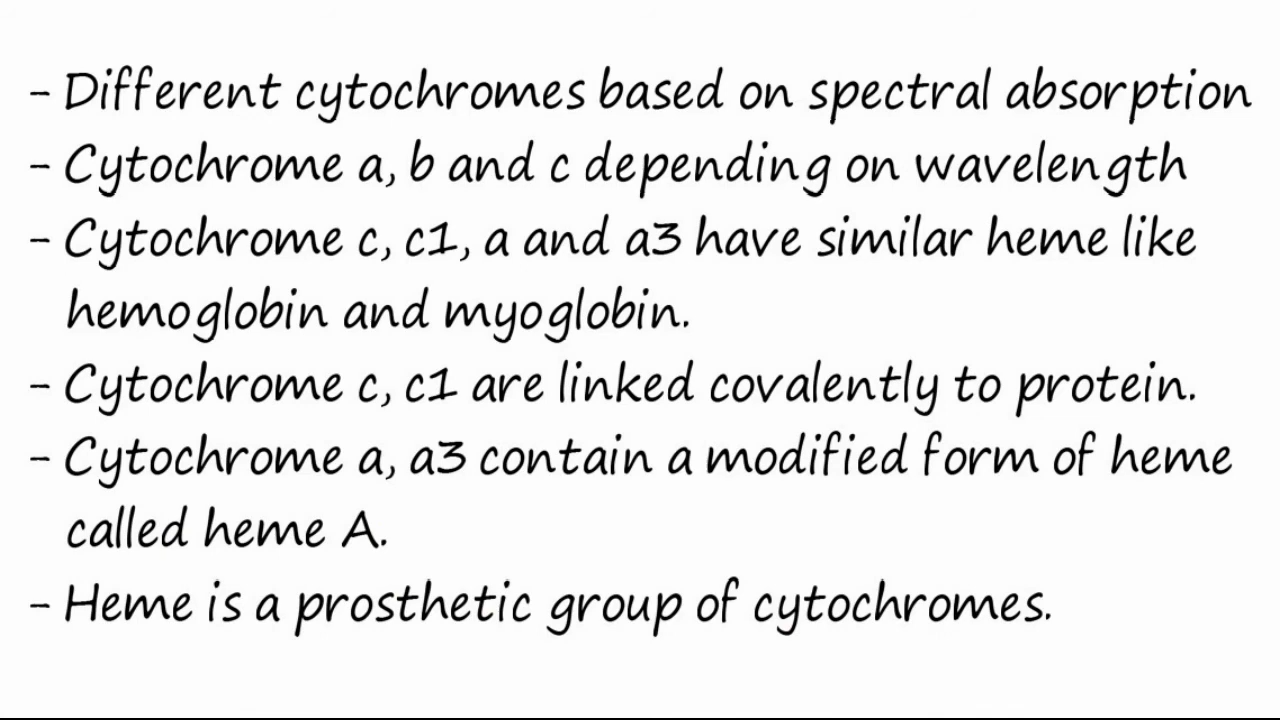 - Different cytochromes based on spectral absorption
- Cytochrome a, b and c depending on wavelength
- Cytochrome c, c1, a and a3 have similar heme like
hemoglobin and myoglobin.
- Cytochrome c, c1 are linked covalently to protein.
- Cytochrome a, a3 contain a modified form of heme
called heme A.
- Heme is a prosthetic group of cytochromes.